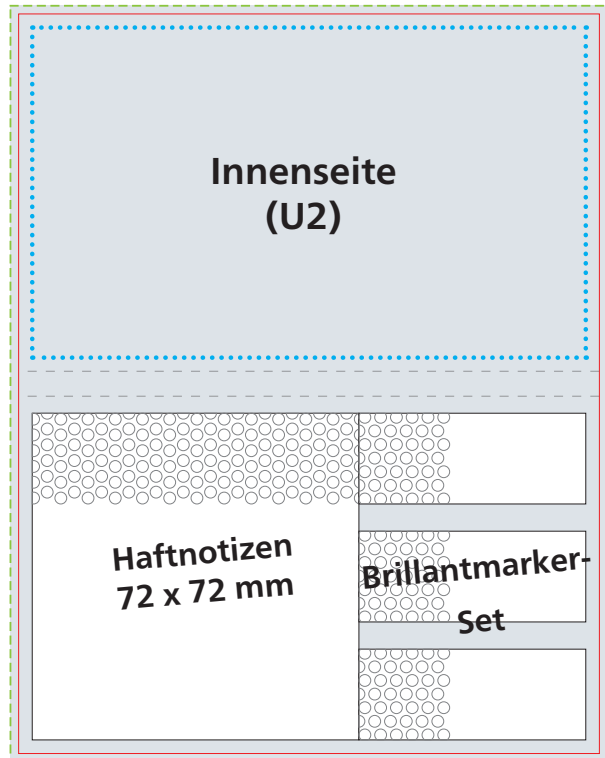 Innenseite
(U2)
Haftnotizen
72 x 72 mm
Brillantmarker-
Set